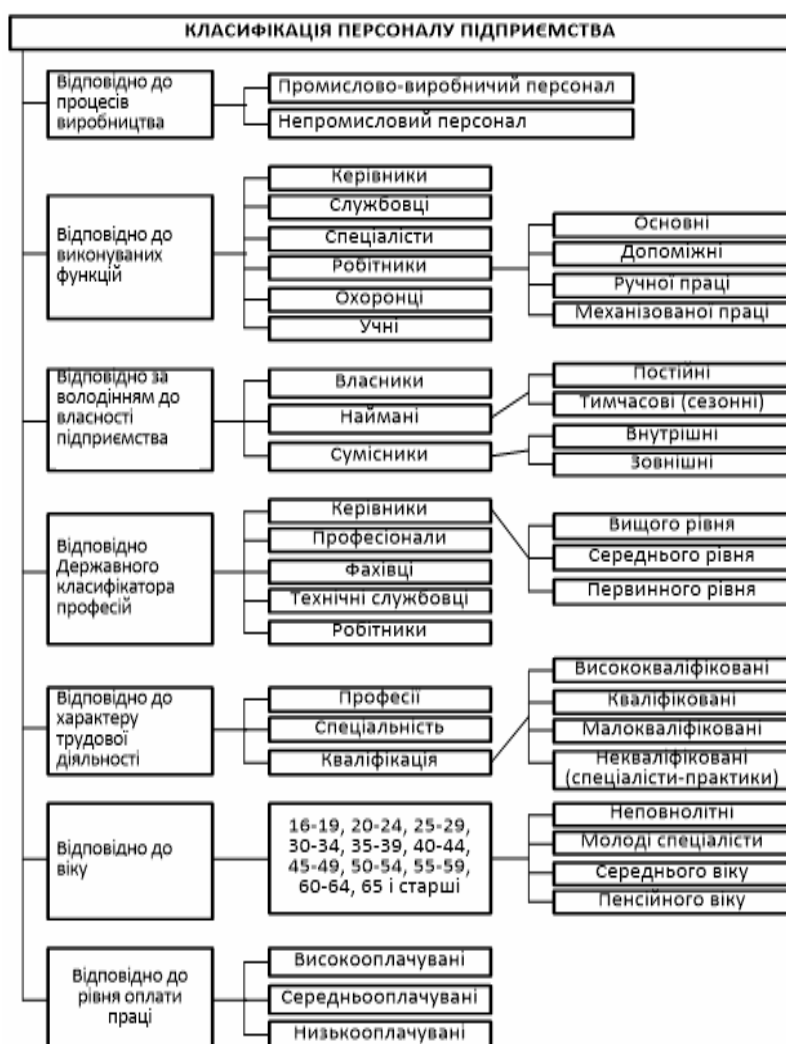 КЛАСИФІКАЦІЯ ПЕРСОНАЛУ ПІДПРИЄМСТВА
Відповідно до
процесів
виробництва
Промислово-виробничий персонал
Непромисловий персонал
Відповідно до
виконуваних
функцій
Керівники
Службовці
Спеціалісти
Робітники
Охоронці
Учні
Основні
Допоміжні
Ручної праці
Механізованої праці
Відповідно за
володінням до
власності
підприємства
Власники
Наймані
Сумісники
Постійні
Тимчасові (сезонні)
Внутрішні
Зовнішні
Відповідно
Державного
класифікатора
професій
Керівники
Професіонали
Фахівці
Технічні службовці
Робітники
Вищого рівня
Середнього рівня
Первинного рівня
Відповідно до
характеру
трудової
діяльності
Професії
Спеціальність
Кваліфікація
Висококваліфіковані
Кваліфіковані
Малокваліфіковані
Некваліфіковані
(спеціалісти-практики)
Відповідно до
віку
16-19, 20-24, 25-29,
30-34, 35-39, 40-44,
45-49, 50-54, 55-59,
60-64, 65 і старші
Неповнолітні
Молоді спеціалісти
Середнього віку
Пенсійного віку
Відповідно до
рівня оплати
праці
Високооплачувані
Середньооплачувані
Низькооплачувані